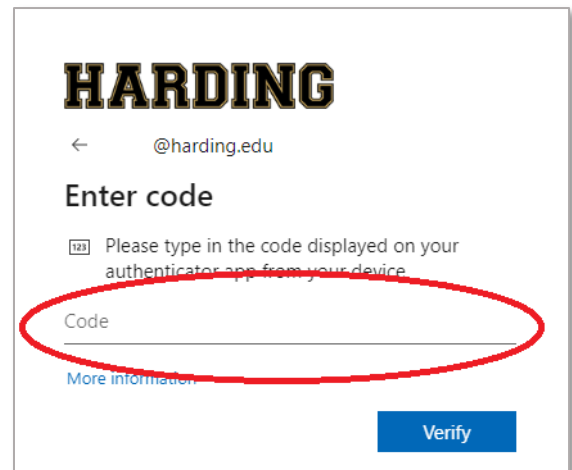 HARDING
@harding.edu
Enter code
123 Please type in the code displayed on your
authenticator app from your device
Code
More information
Verify